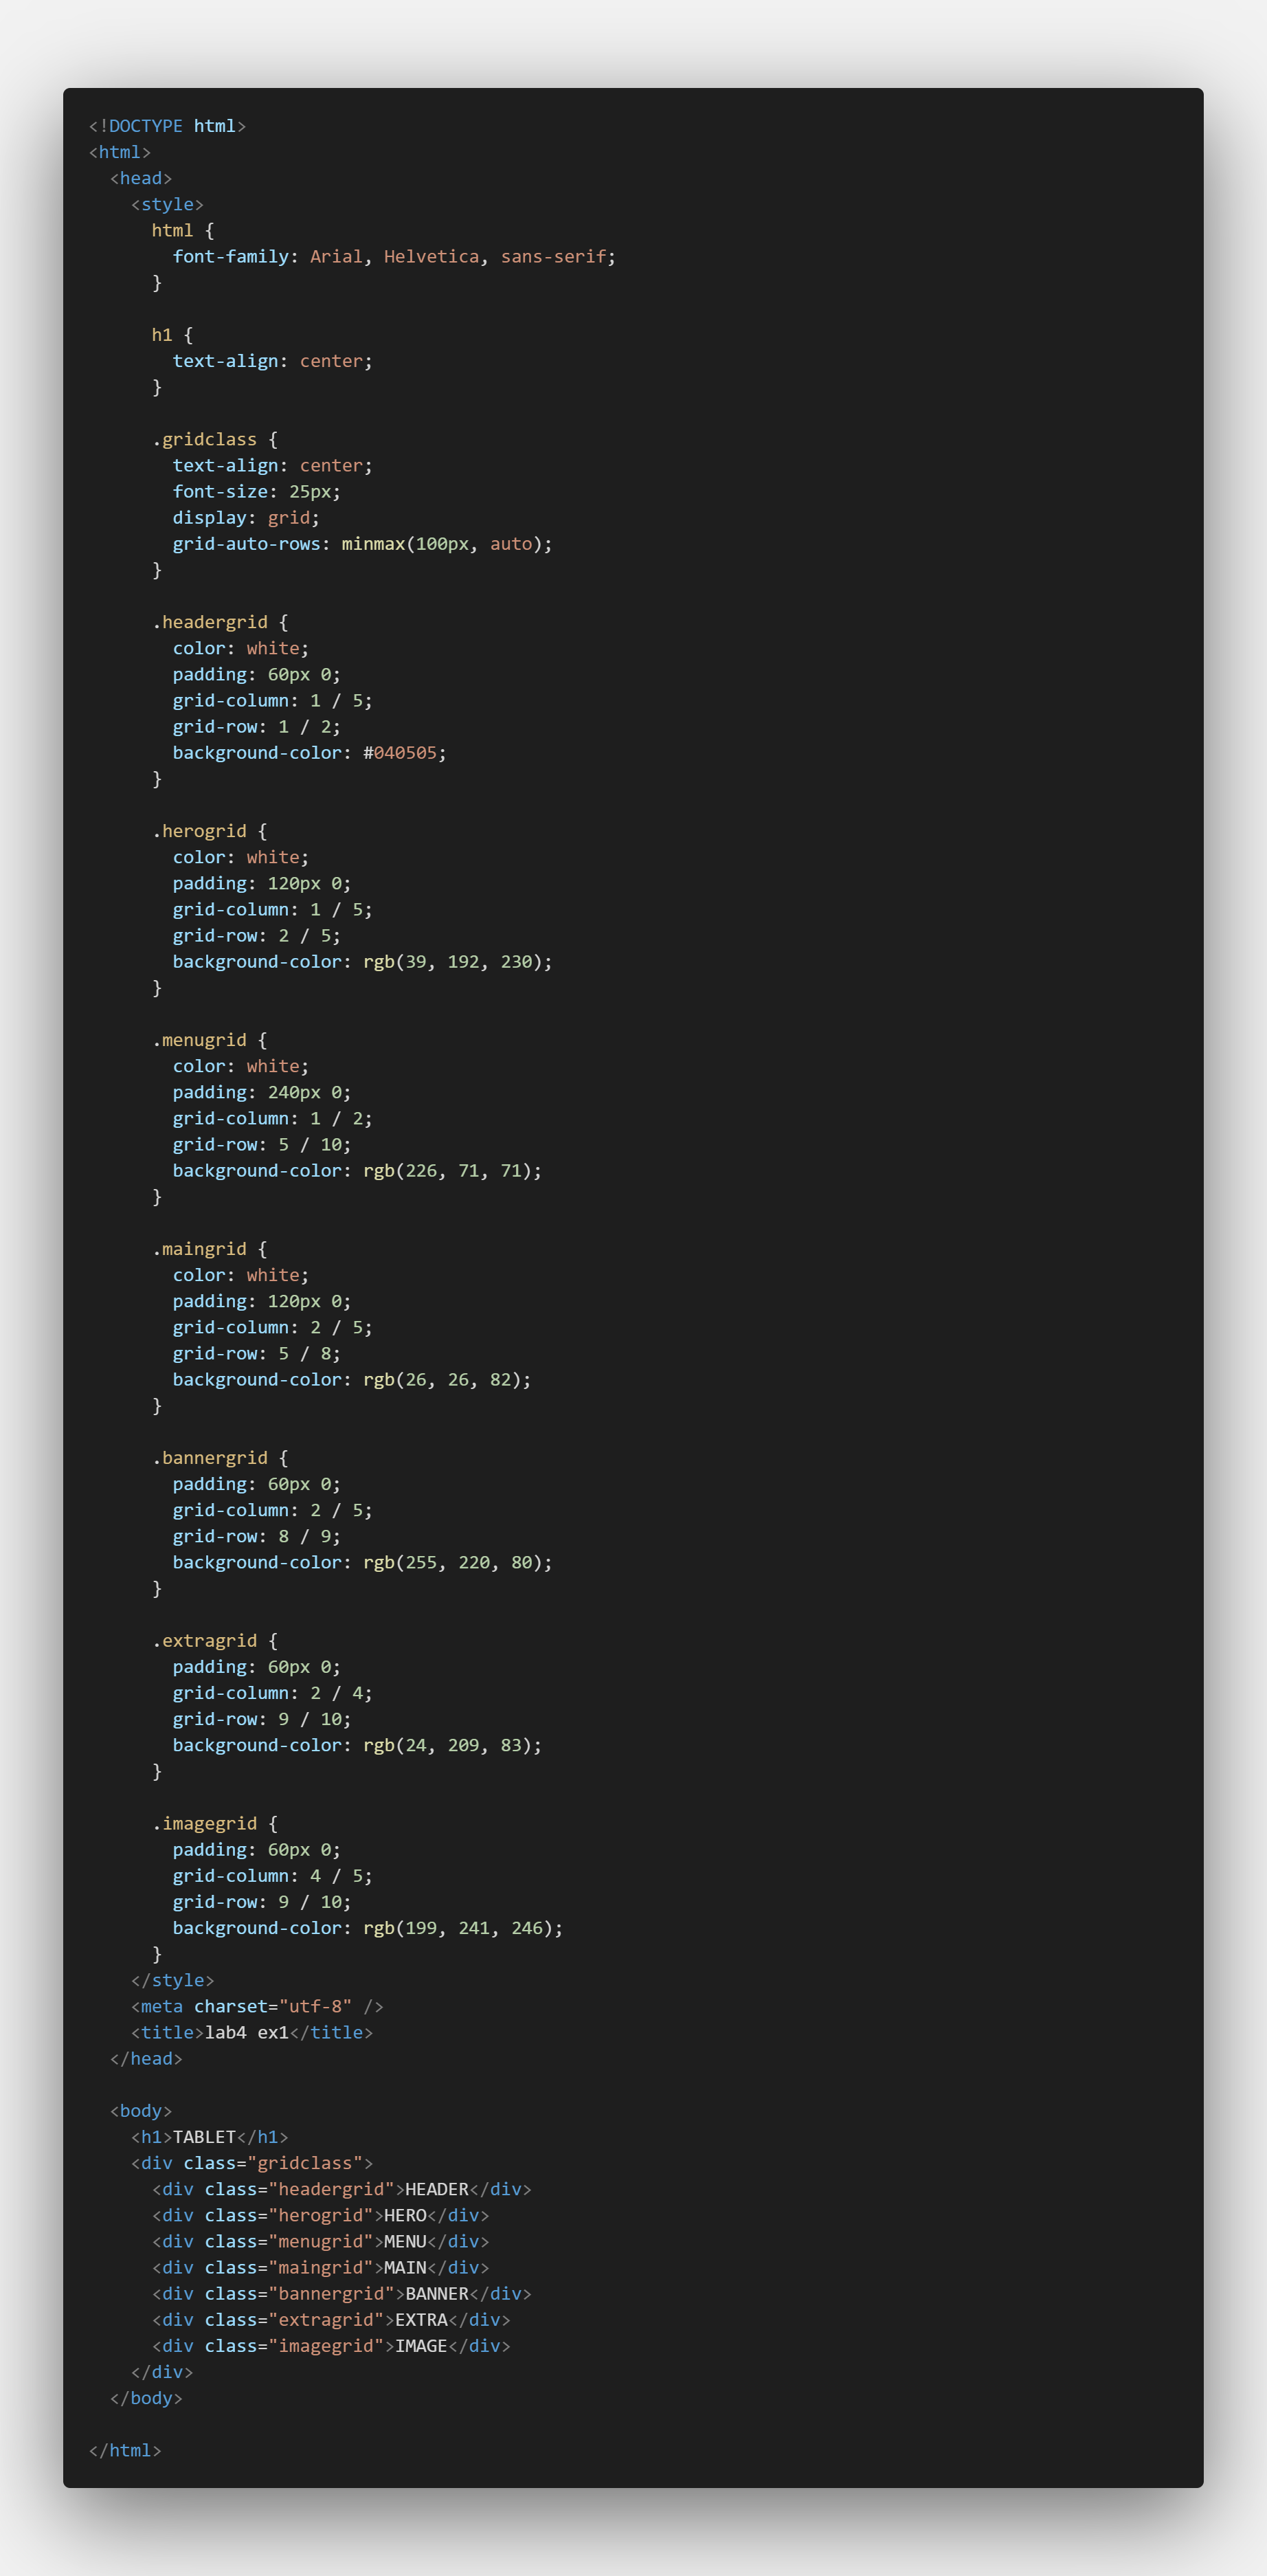 <!DOCTYPE html>
<html>
  <head>
    <style>
      html {
        font-family: Arial, Helvetica, sans-serif;
      }

      h1 {
        text-align: center;
      }

      .gridclass {
        text-align: center;
        font-size: 25px;
        display: grid;
        grid-auto-rows: minmax(100px, auto);
      }

      .headergrid {
        color: white;
        padding: 60px 0;
        grid-column: 1 / 5;
        grid-row: 1 / 2;
        background-color: #040505;
      }

      .herogrid {
        color: white;
        padding: 120px 0;
        grid-column: 1 / 5;
        grid-row: 2 / 5;
        background-color: rgb(39, 192, 230);
      }

      .menugrid {
        color: white;
        padding: 240px 0;
        grid-column: 1 / 2;
        grid-row: 5 / 10;
        background-color: rgb(226, 71, 71);
      }

      .maingrid {
        color: white;
        padding: 120px 0;
        grid-column: 2 / 5;
        grid-row: 5 / 8;
        background-color: rgb(26, 26, 82);
      }

      .bannergrid {
        padding: 60px 0;
        grid-column: 2 / 5;
        grid-row: 8 / 9;
        background-color: rgb(255, 220, 80);
      }

      .extragrid {
        padding: 60px 0;
        grid-column: 2 / 4;
        grid-row: 9 / 10;
        background-color: rgb(24, 209, 83);
      }

      .imagegrid {
        padding: 60px 0;
        grid-column: 4 / 5;
        grid-row: 9 / 10;
        background-color: rgb(199, 241, 246);
      }
    </style>
    <meta charset="utf-8" />
    <title>lab4 ex1</title>
  </head>

  <body>
    <h1>TABLET</h1>
    <div class="gridclass">
      <div class="headergrid">HEADER</div>
      <div class="herogrid">HERO</div>
      <div class="menugrid">MENU</div>
      <div class="maingrid">MAIN</div>
      <div class="bannergrid">BANNER</div>
      <div class="extragrid">EXTRA</div>
      <div class="imagegrid">IMAGE</div>
    </div>
  </body>

</html>